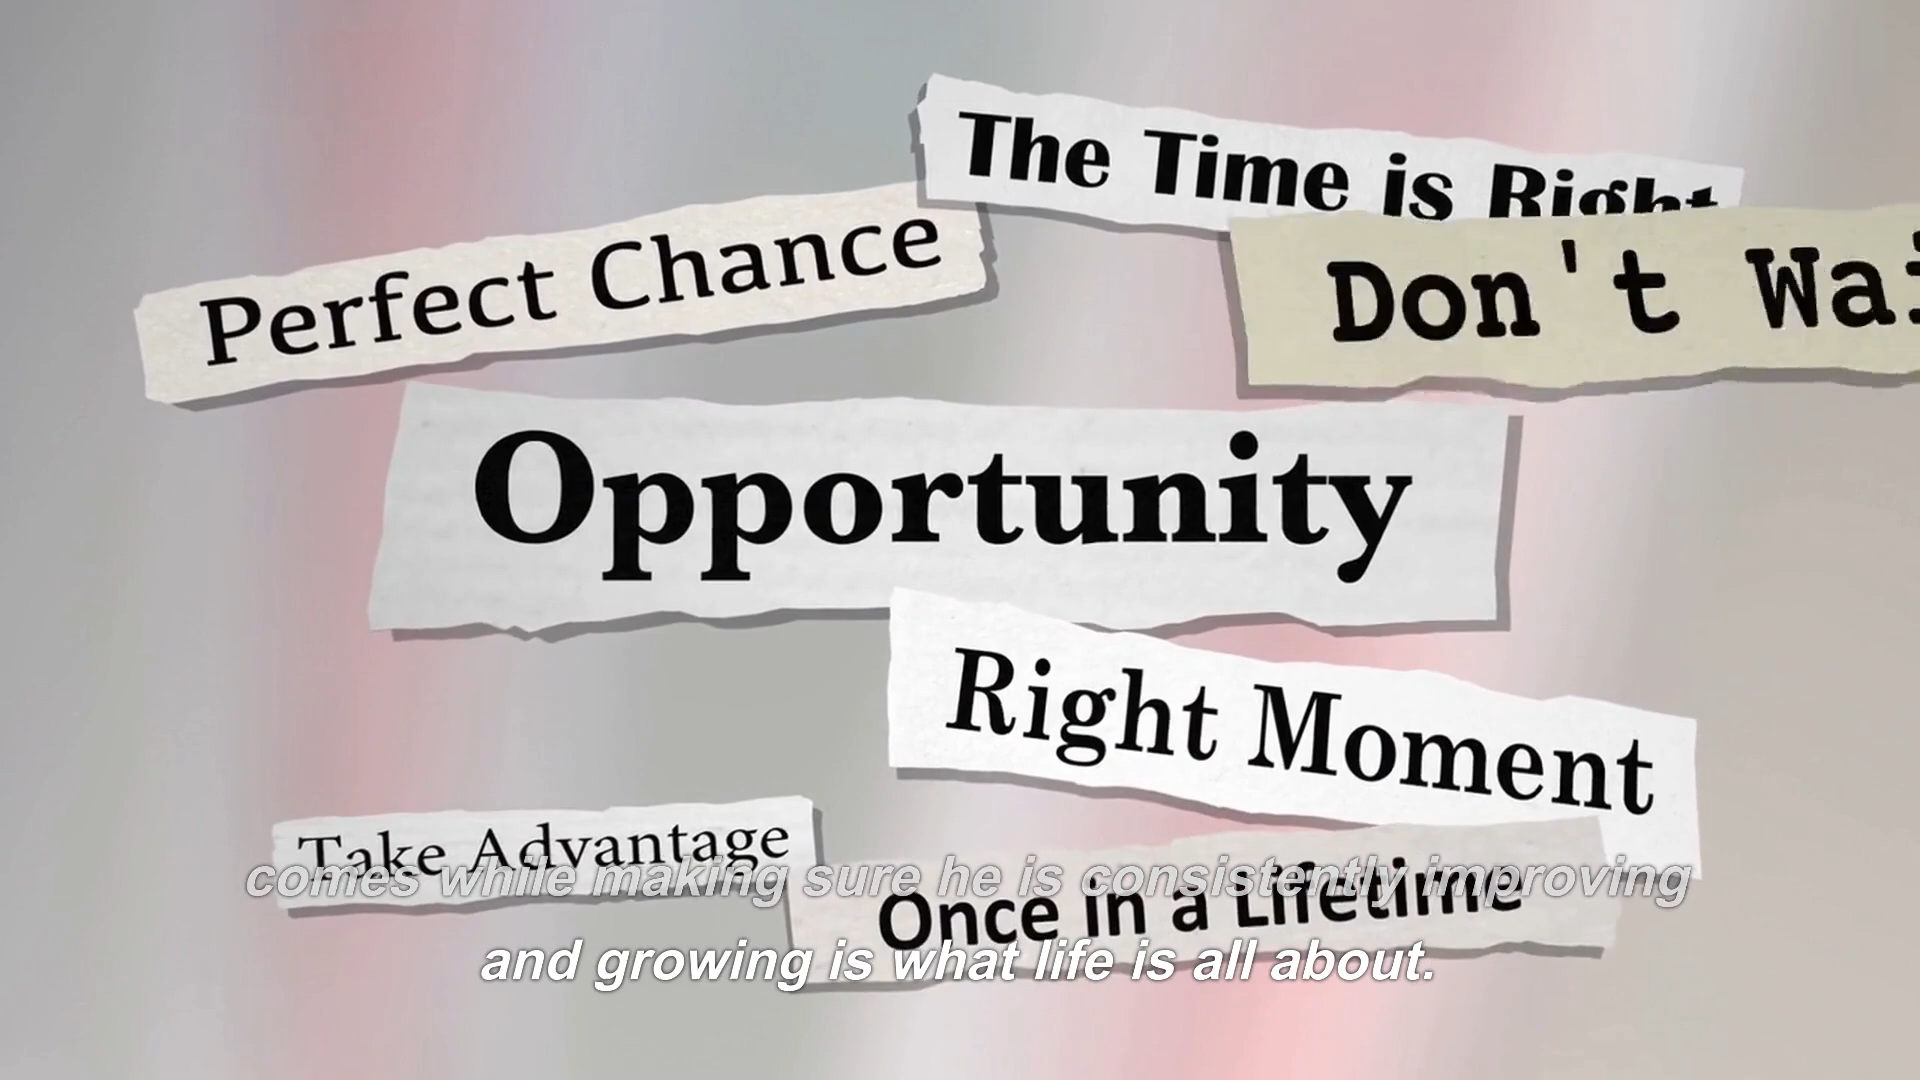 The Time is Right
Perfect Chance
Don't Wai
Opportunity
Right Moment
Take Advantage
Once in a Lifetime
comes while making sure he is consistently improving
and growing is what life is all about.